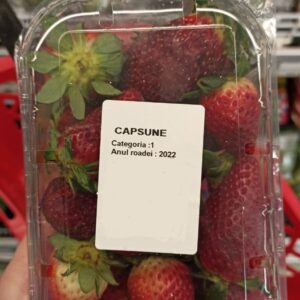 CAPSUNE
Categoria :1
Anul roadei : 2022